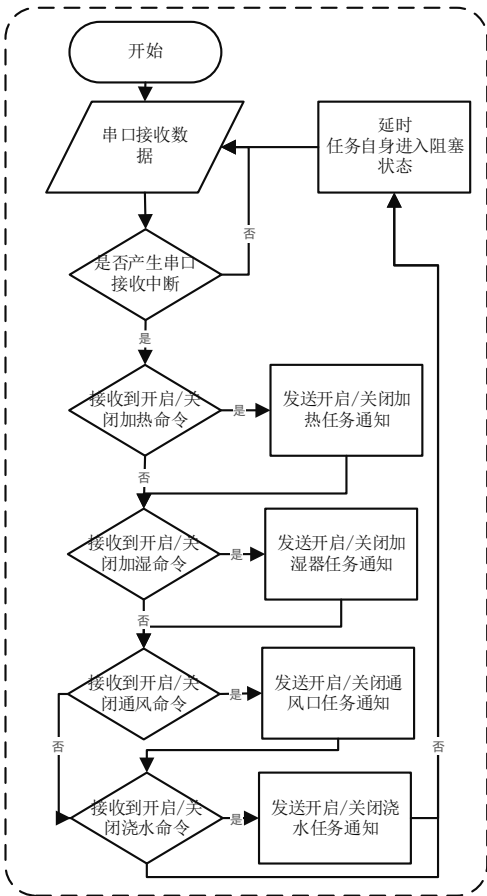 开始
串口接收数
据
延时
任务自身进入阻塞
状态
否
是否产生串口
接收中断
是
接收到开启/关
闭加热命令
是
发送开启/关闭加
热任务通知
否
接收到开启/关
闭加湿命令
是
发送开启/关闭加
湿器任务通知
否
接收到开启/关
闭通风命令
是
发送开启/关闭通
风口任务通知
否
否
接收到开启/关
闭浇水命令
是
发送开启/关闭浇
水任务通知